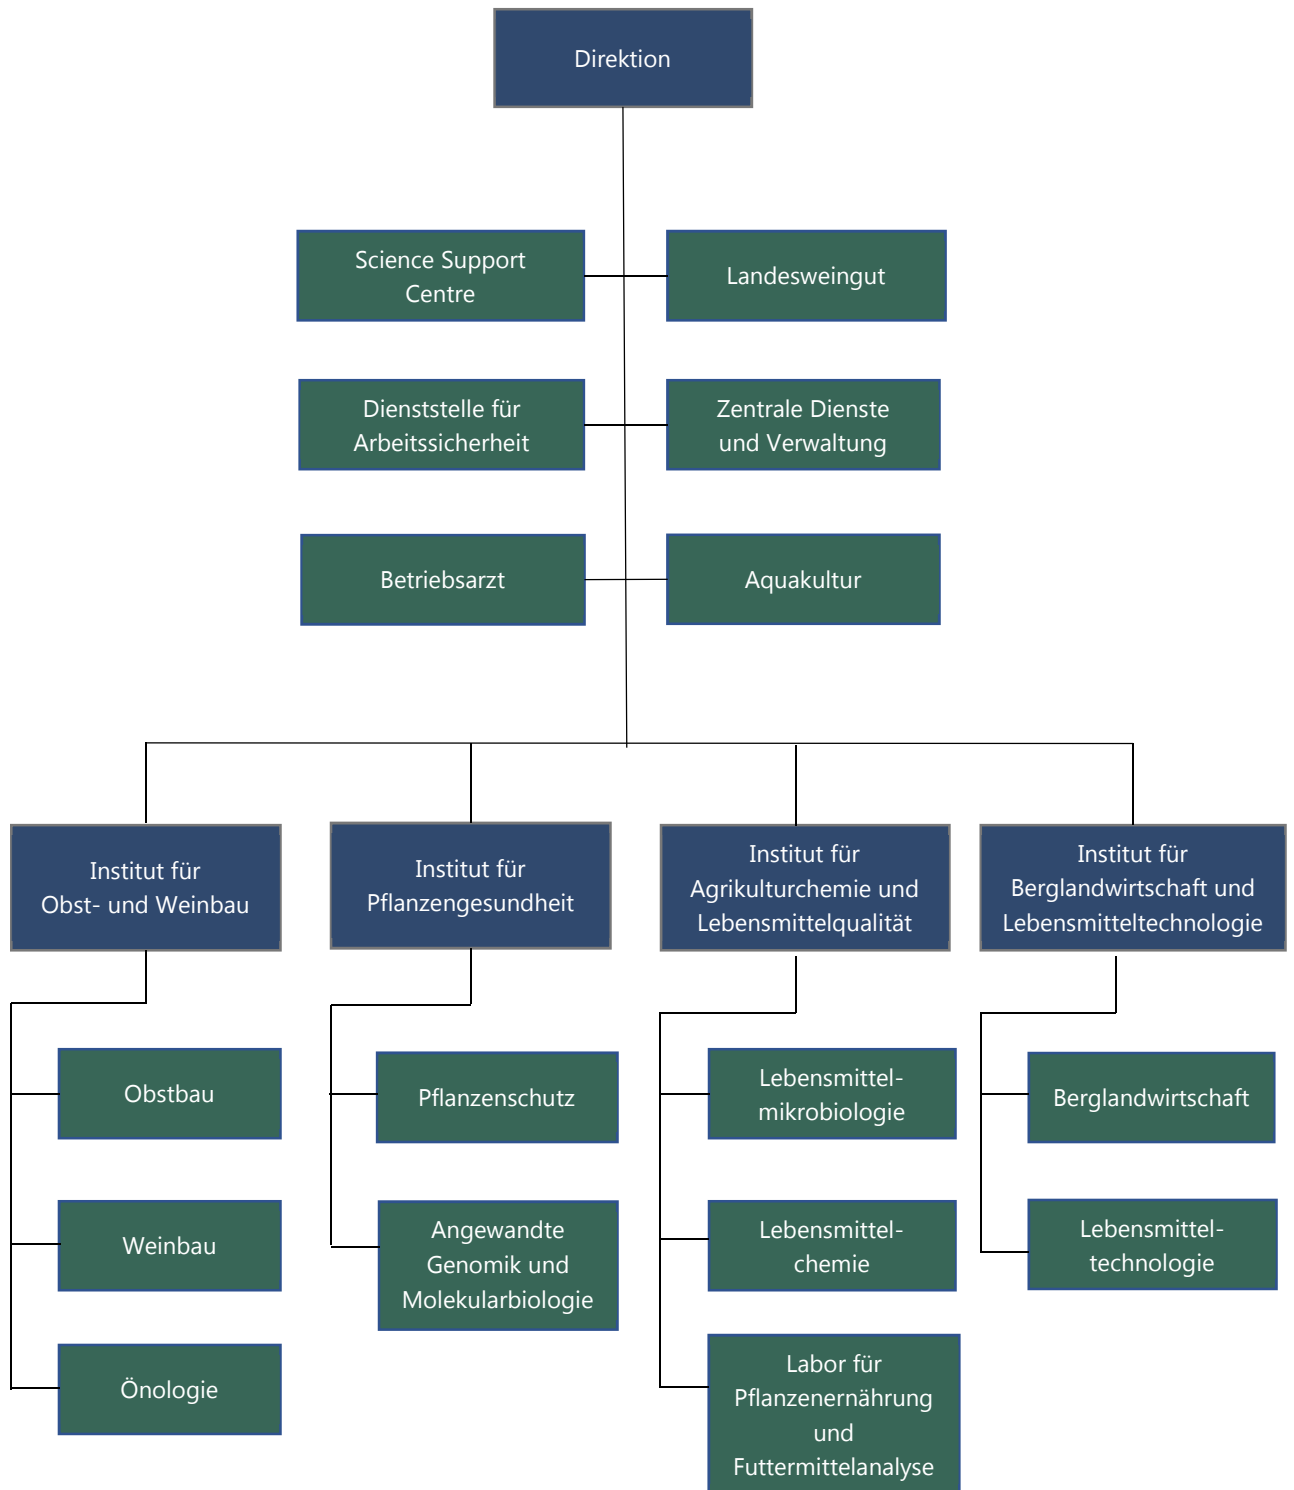 Direktion
Science Support
Centre
Landesweingut
Dienststelle für
Arbeitssicherheit
Zentrale Dienste
und Verwaltung
Betriebsarzt
Aquakultur
Institut für
Obst- und Weinbau
Institut für
Pflanzengesundheit
Institut für
Agrikulturchemie und
Lebensmittelqualität
Institut für
Berglandwirtschaft und
Lebensmitteltechnologie
Obstbau
Pflanzenschutz
Lebensmittel-
mikrobiologie
Berglandwirtschaft
Weinbau
Angewandte
Genomik und
Molekularbiologie
Lebensmittel-
chemie
Lebensmittel-
technologie
Önologie
Labor für
Pflanzenernährung
und
Futtermittelanalyse